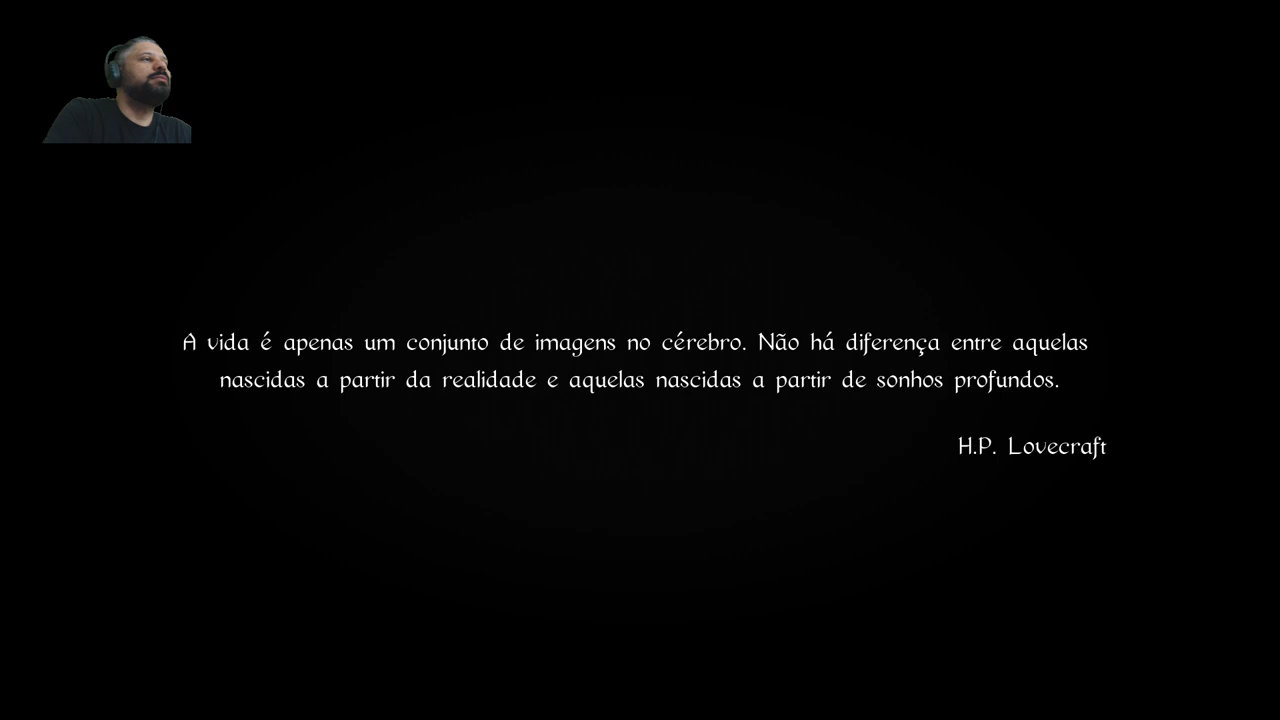 A vida é apenas um conjunto de imagens no cérebro. Não há diferença entre aquelas
nascidas a partir da realidade e aquelas nascidas a partir de sonhos profundos.
H.P. Lovecraft